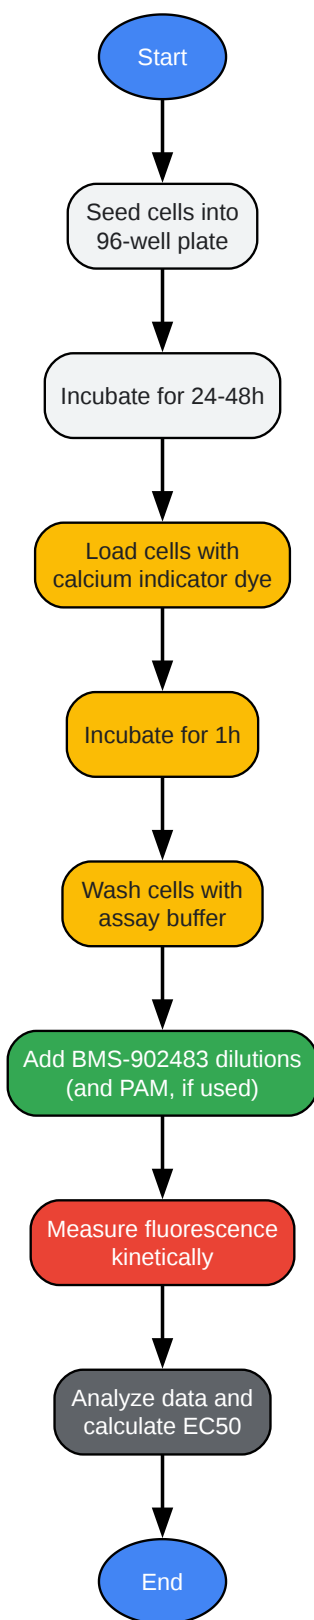 Start
Seed cells into
96-well plate
Incubate for 24-48h
Load cells with
calcium indicator dye
Incubate for 1h
Wash cells with
assay buffer
Add BMS-902483 dilutions
(and PAM, if used)
Measure fluorescence
kinetically
Analyze data and
calculate EC50
End